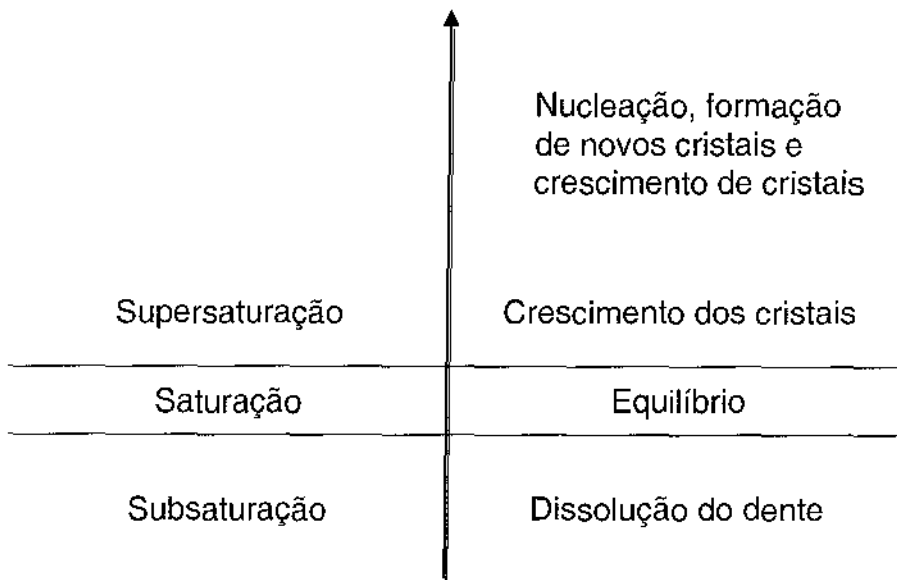 Nucleação, formação
de novos cristais e
crescimento de cristais
Supersaturação
Crescimento dos cristais
Saturação
Equilíbrio
Subsaturação
Dissolução do dente